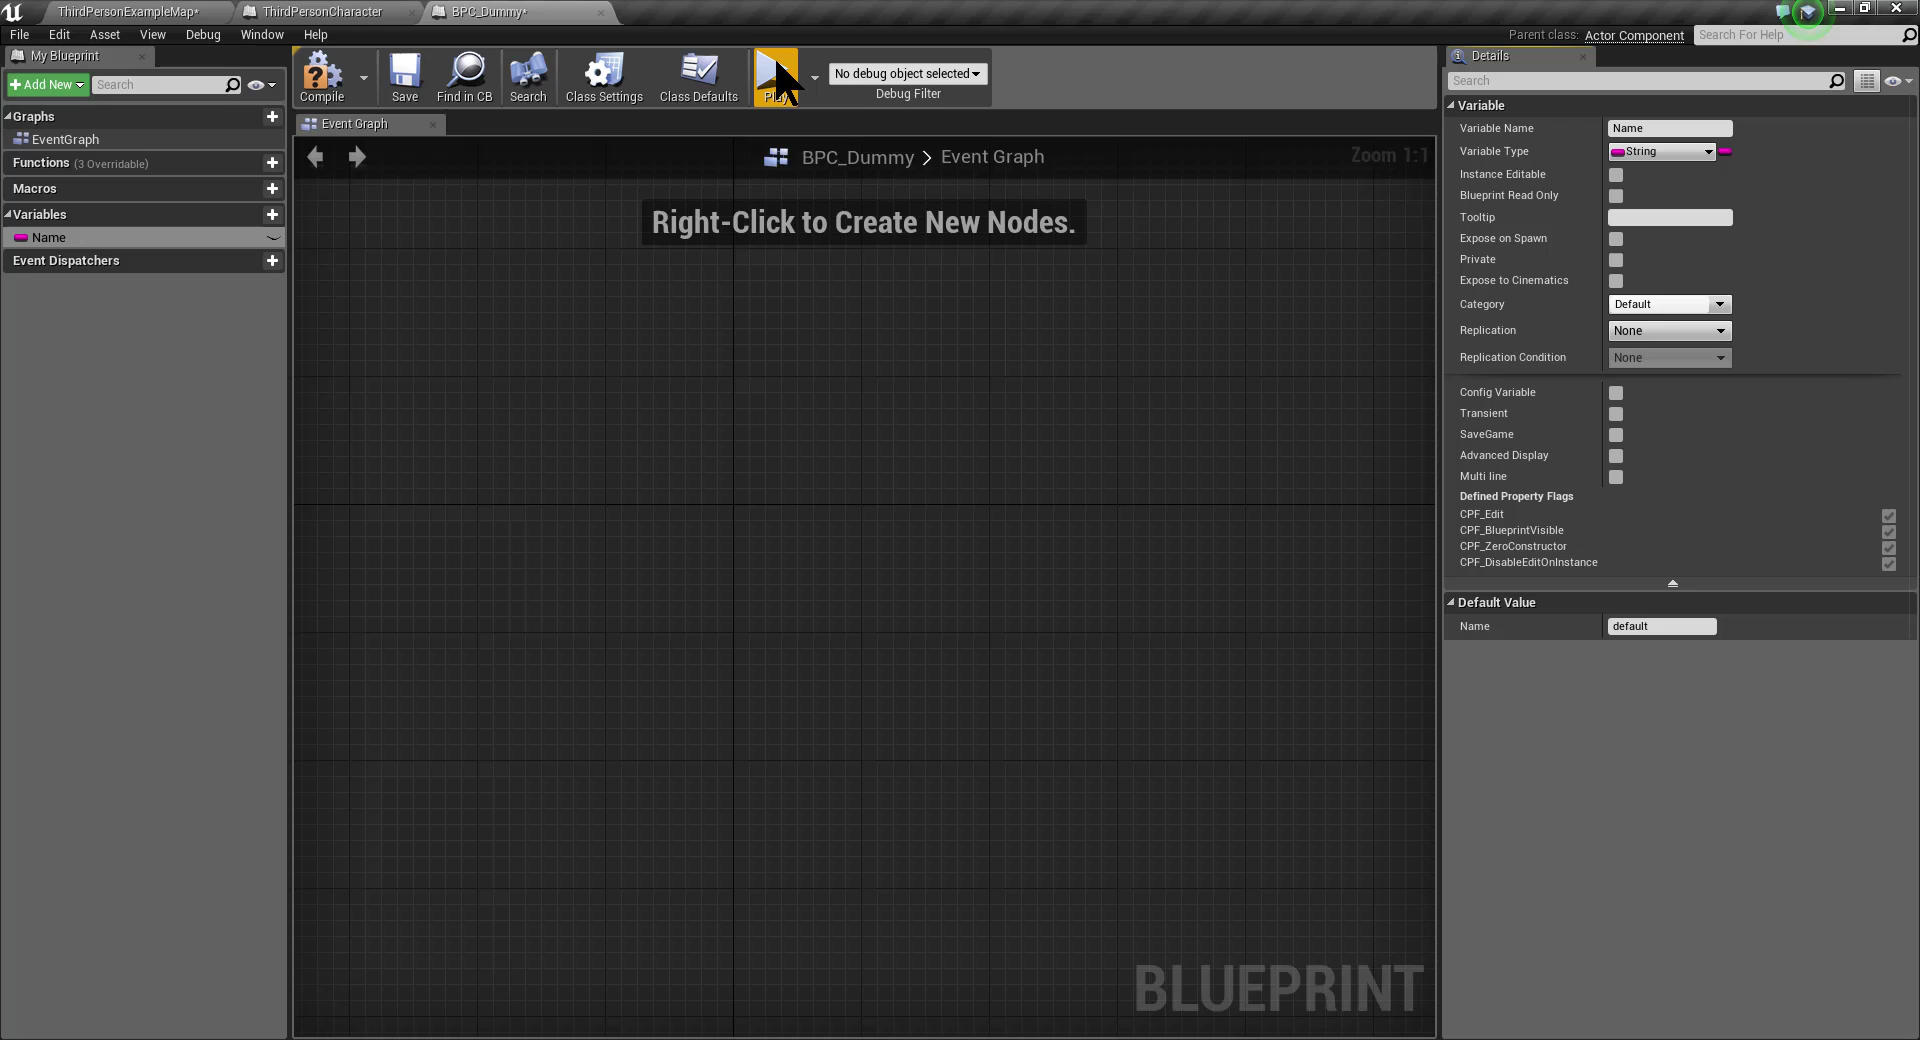 ThirdPersonExampleMap*
ThirdPersonCharacter
BPC_Dummy*
File Edit Asset View Debug Window Help
Parent class: Actor Component
Search For Help
My Blueprint
Add New
Search
Graphs
EventGraph
Functions (3 Overridable)
Macros
Variables
Name
Event Dispatchers
Compile
Save
Find in CB
Search
Class Settings
Class Defaults
No debug object selected
Debug Filter
Event Graph
BPC_Dummy > Event Graph
Zoom 1:1
Right-Click to Create New Nodes.
BLUEPRINT
Details
Search
Variable
Variable Name Name
Variable Type String
Instance Editable
Blueprint Read Only
Tooltip
Expose on Spawn
Private
Expose to Cinematics
Category Default
Replication None
Replication Condition None
Config Variable
Transient
SaveGame
Advanced Display
Multi line
Defined Property Flags
CPF_Edit
CPF_BlueprintVisible
CPF_ZeroConstructor
CPF_DisableEditOnInstance
Default Value
Name default